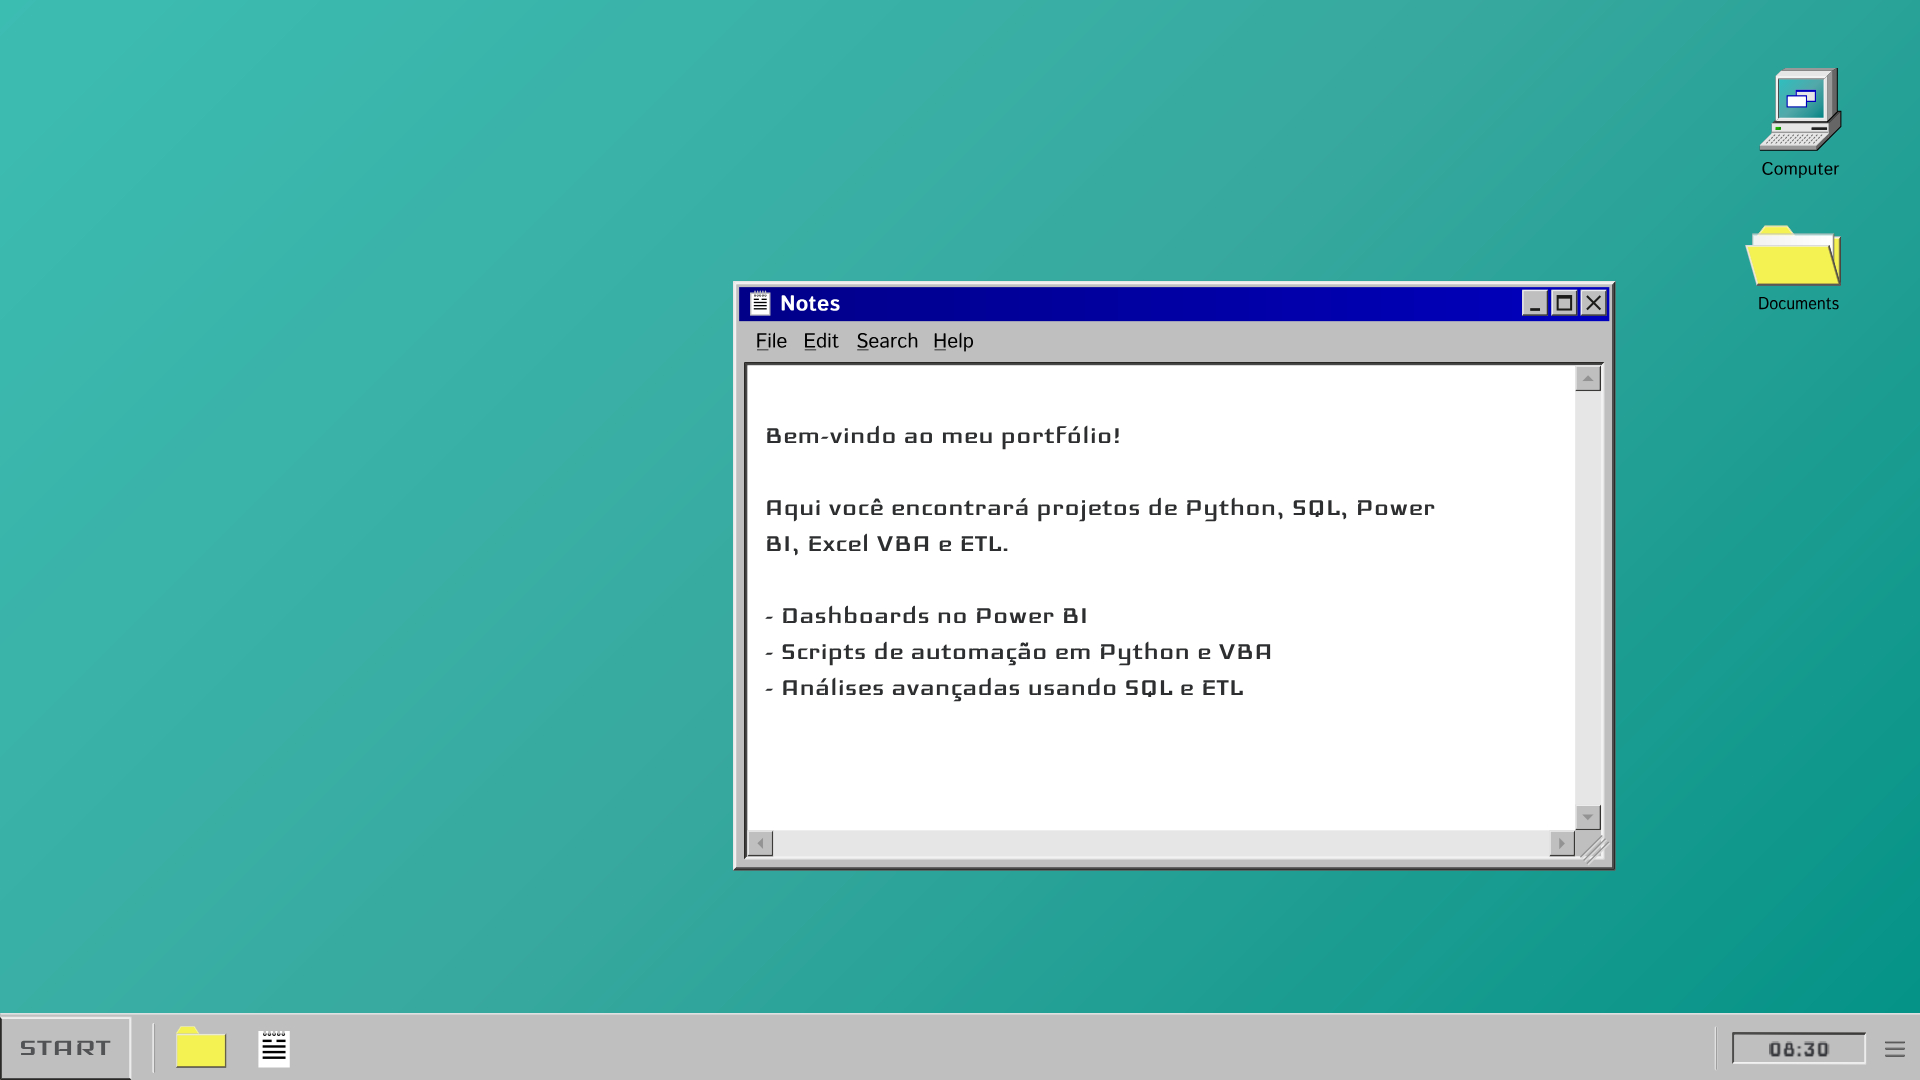 Computer
Documents
Notes
File Edit Search Help
Bem-vindo ao meu portfólio!
Aqui você encontrará projetos de Python, SQL, Power
BI, Excel VBA e ETL.
- Dashboards no Power BI
- Scripts de automação em Python e VBA
- Análises avançadas usando SQL e ETL
START
08:30